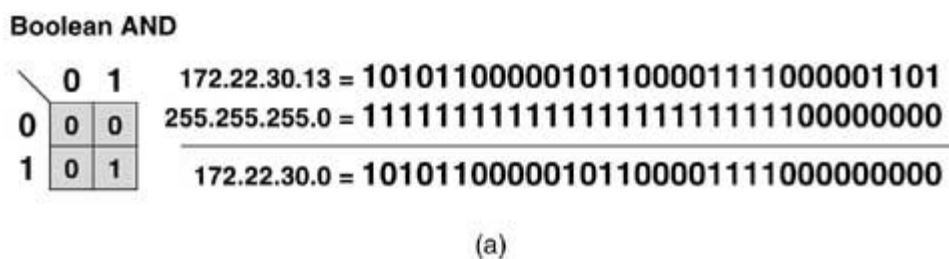 Boolean AND
0 1
0 0 0
1 0 1
172.22.30.13 = 10101100000101100001111000001101
255.255.255.0 = 11111111111111111111111100000000
172.22.30.0 = 10101100000101100001111000000000
(a)